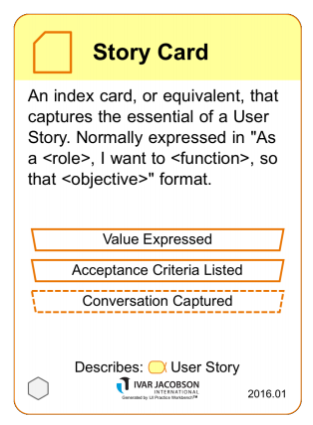 Story Card
An index card, or equivalent, that
captures the essential of a User
Story. Normally expressed in "As
a <role>, I want to <function>, so
that <objective>" format.
Value Expressed
Acceptance Criteria Listed
Conversation Captured
Describes: User Story
IVAR JACOBSON
INTERNATIONAL
Generated by IJI Practice Workbench™
2016.01